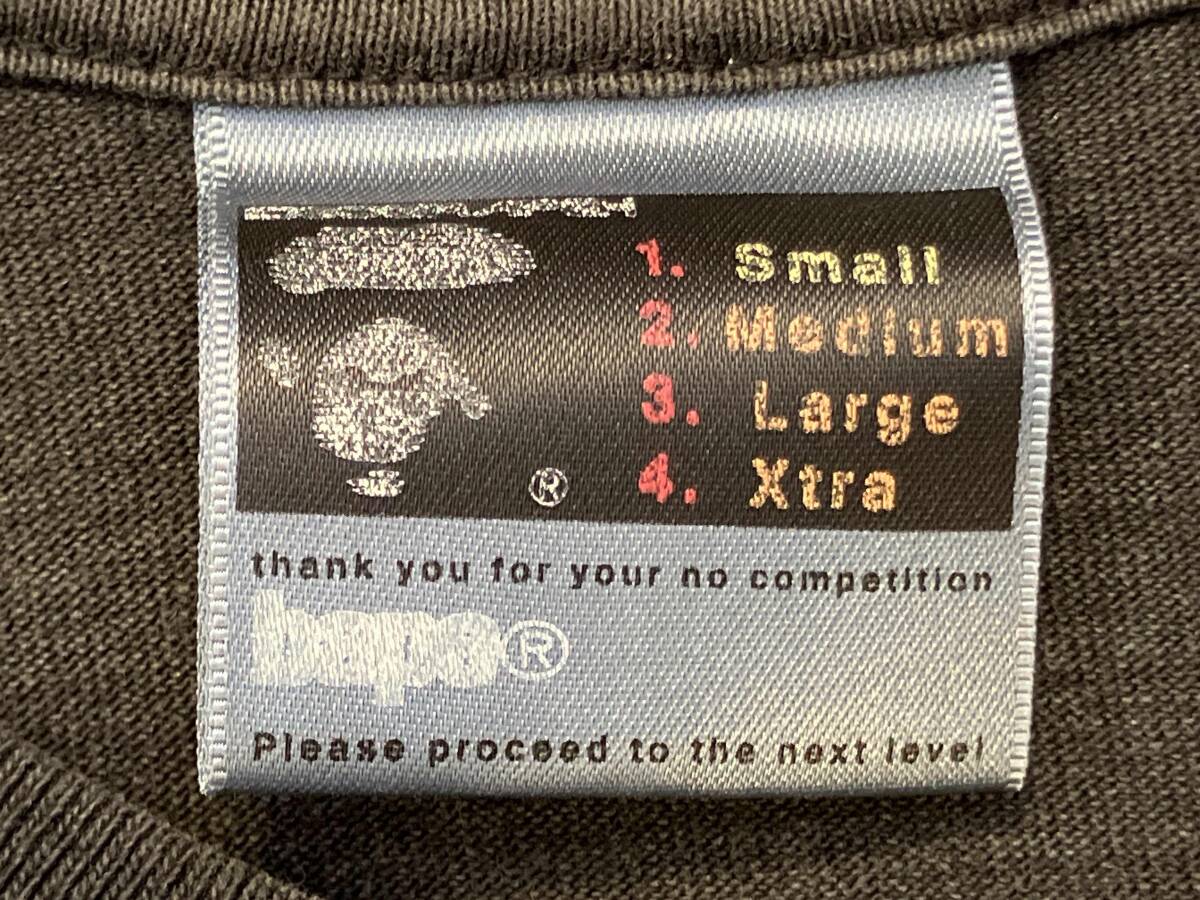 1. Small
2. Medium
3. Large
4. Xtra
®
thank you for your no competition
®
Please proceed to the next level